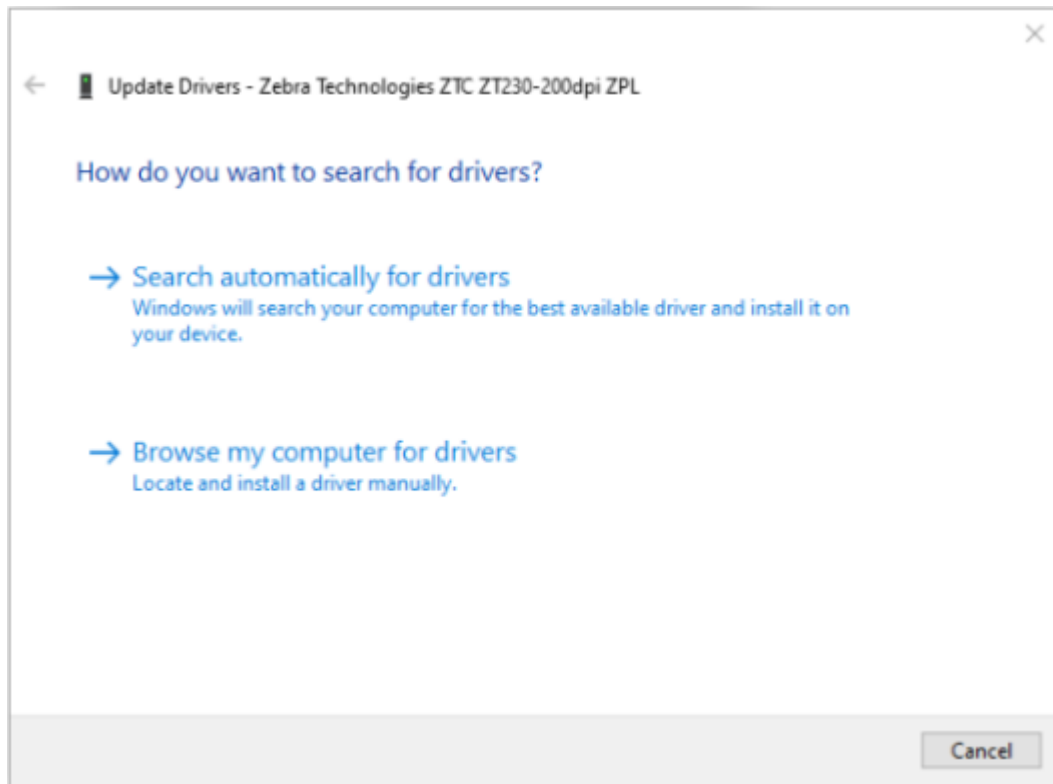 Update Drivers - Zebra Technologies ZTC ZT230-200dpi ZPL
How do you want to search for drivers?
Search automatically for drivers
Windows will search your computer for the best available driver and install it on
your device.
Browse my computer for drivers
Locate and install a driver manually.
Cancel